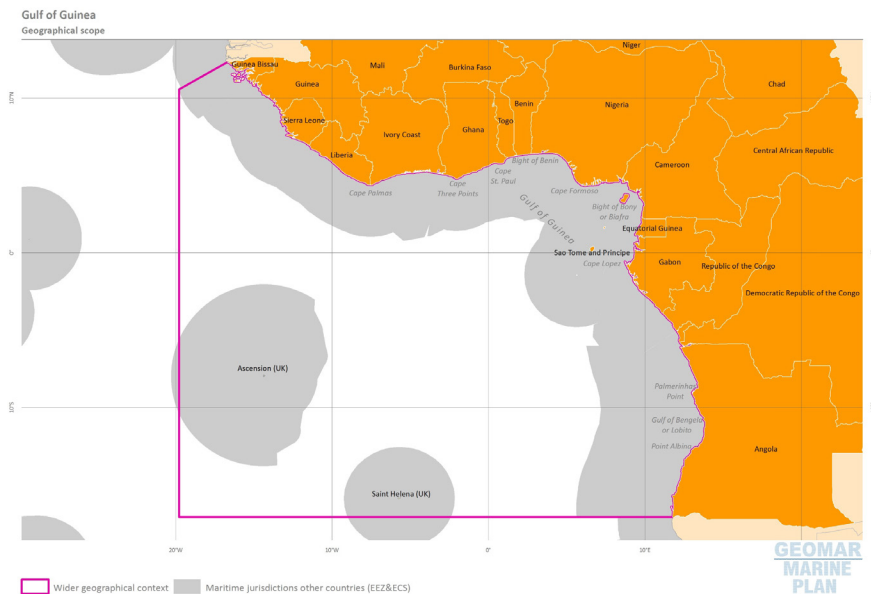 Gulf of Guinea
Geographical scope
Niger
Guinea Bissau
Mali
Burkina Faso
Guinea
Chad
10°N
Benin
Nigeria
Sierra Leone
Ivory Coast
Ghana
Togo
Central African Republic
Liberia
Bight of Benin
Cameroon
Cape
St. Paul
Cape Palmas
Cape
Three Points
Cape Formoso
Gulf of Guinea
Bight of Bony
or Biafra
Equatorial Guinea
0°
Sao Tome and Principe
Cape Lopez
Gabon
Republic of the Congo
Democratic Republic of the Congo
Ascension (UK)
Palmerinhas
Point
10°S
Gulf of Bengela
or Lobito
Point Albina
Angola
Saint Helena (UK)
20°W
10°W
0°
10°E
GEOMAR
MARINE
PLAN
Wider geographical context
Maritime jurisdictions other countries (EEZ&ECS)